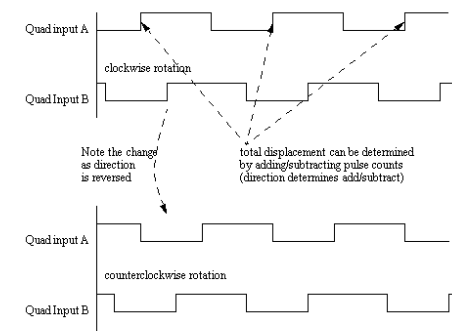 Quad input A
clockwise rotation
Quad Input B
Note the change
as direction
is reversed
total displacement can be determined
by adding/subtracting pulse counts
(direction determines add/subtract)
Quad input A
counterclockwise rotation
Quad Input B